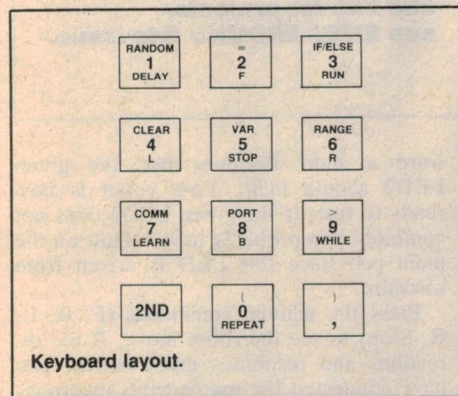 RANDOM
1
DELAY
=
2
F
IF/ELSE
3
RUN
CLEAR
4
L
VAR
5
STOP
RANGE
6
R
COMM
7
LEARN
PORT
8
B
9
WHILE
2ND
(
0
REPEAT
)
,
Keyboard layout.